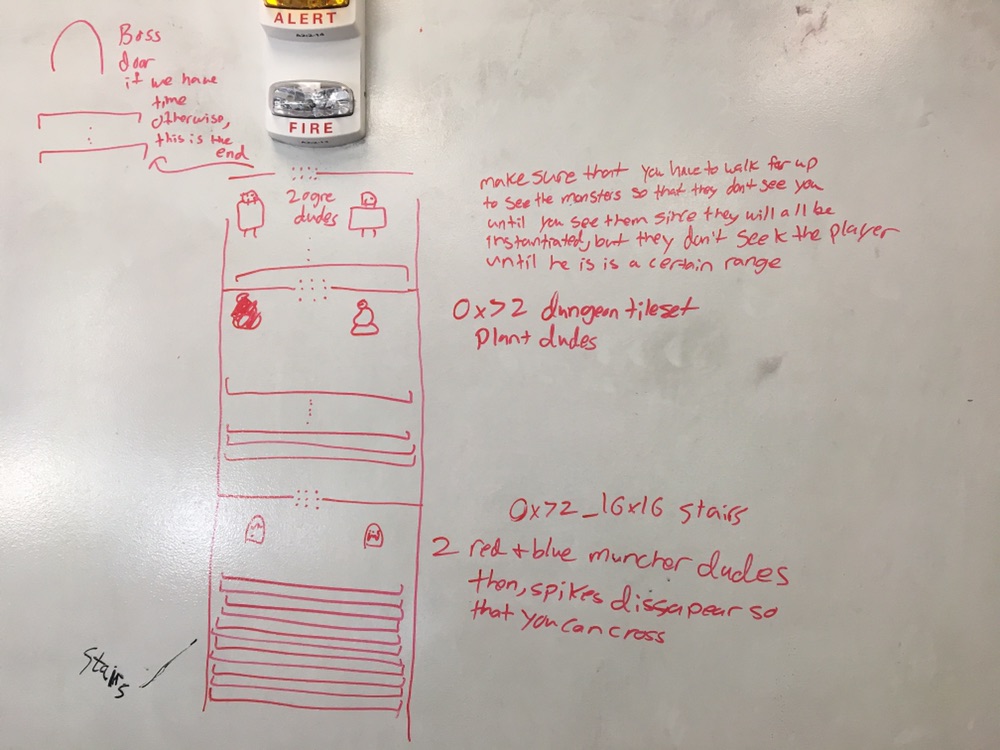 ALERT
FIRE
Boss
door
if we have
time
otherwise,
this is the
end
2 ogre
dudes
make sure that you have to walk far up
to see the monsters so that they don't see you
until you see them since they will all be
instantiated, but they don't seek the player
until he is is a certain range
0x72 dungeon tileset
Plant dudes
0x72_16x16 stairs
2 red + blue muncher dudes
then, spikes dissapear so
that you can cross
Stairs